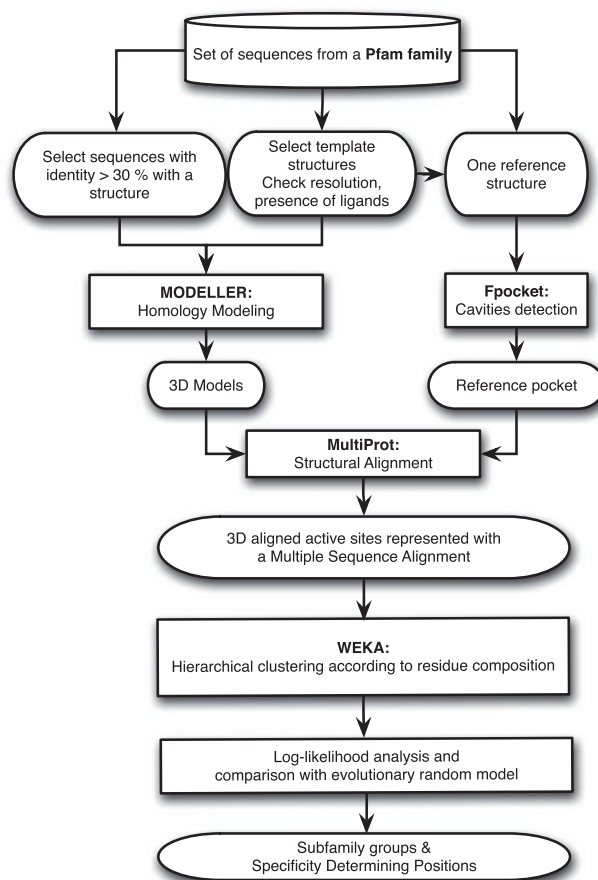 Set of sequences from a Pfam family
Select sequences with
identity > 30 % with a
structure
Select template
structures
Check resolution,
presence of ligands
One reference
structure
MODELLER:
Homology Modeling
Fpocket:
Cavities detection
3D Models
Reference pocket
MultiProt:
Structural Alignment
3D aligned active sites represented with
a Multiple Sequence Alignment
WEKA:
Hierarchical clustering according to residue composition
Log-likelihood analysis and
comparison with evolutionary random model
Subfamily groups &
Specificity Determining Positions